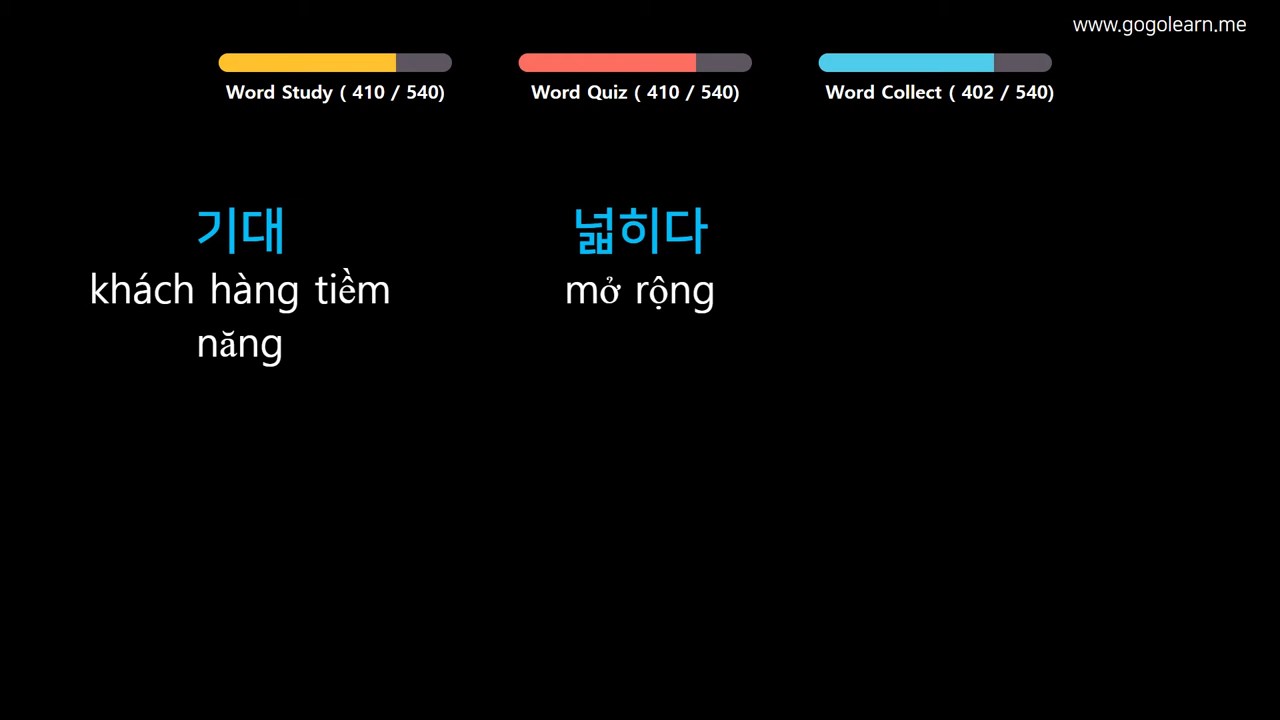 www.gogolearn.me
Word Study ( 410 / 540)
Word Quiz ( 410 / 540)
Word Collect ( 402 / 540)
기대
khách hàng tiềm
năng
넓히다
mở rộng